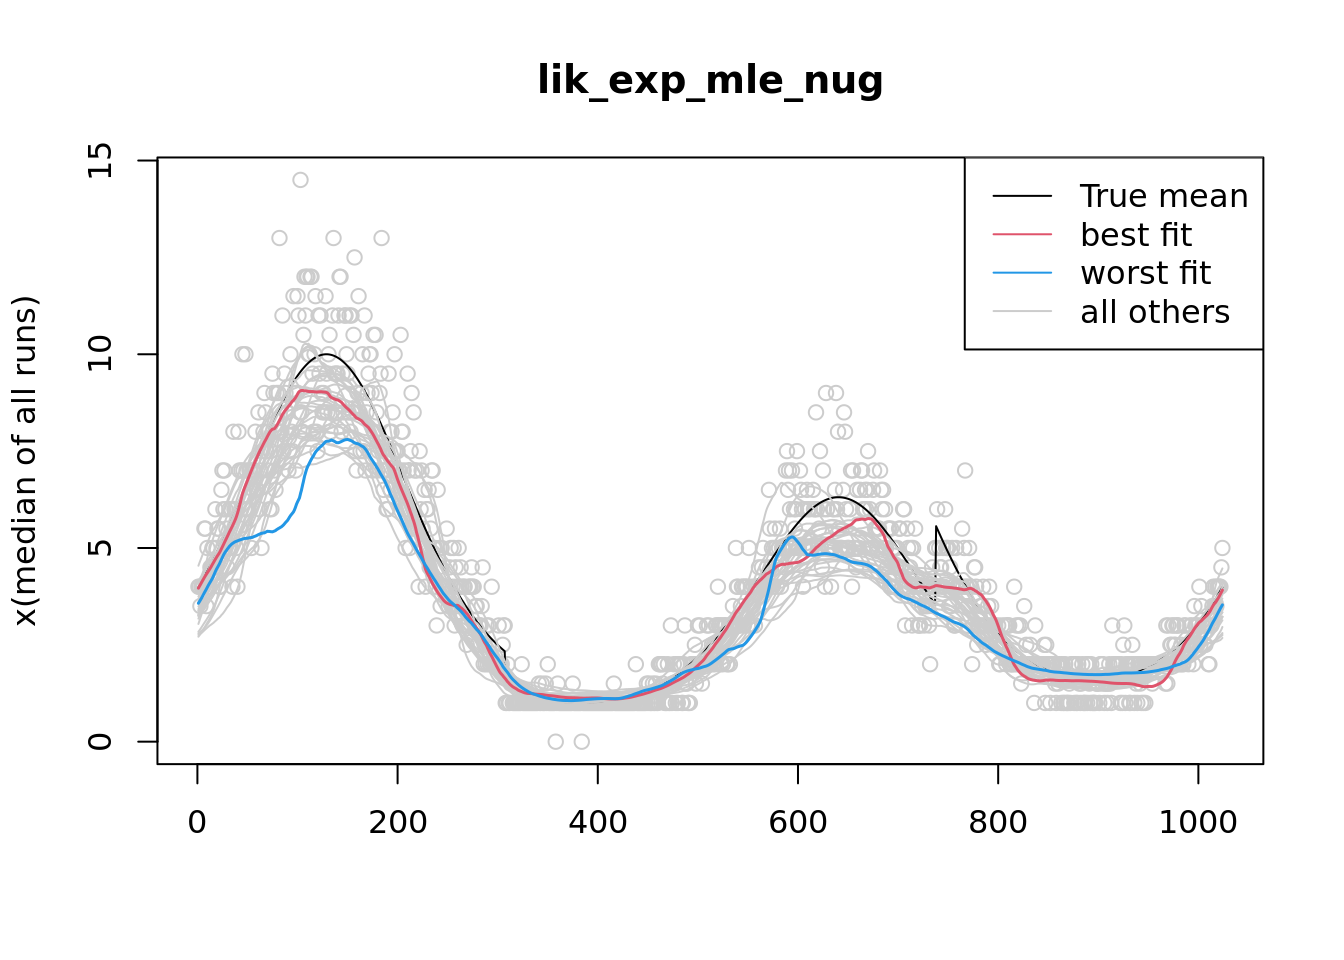 lik_exp_mle_nug
x(median of all runs)
15
10
5
0
True mean
best fit
worst fit
all others
0 200 400 600 800 1000